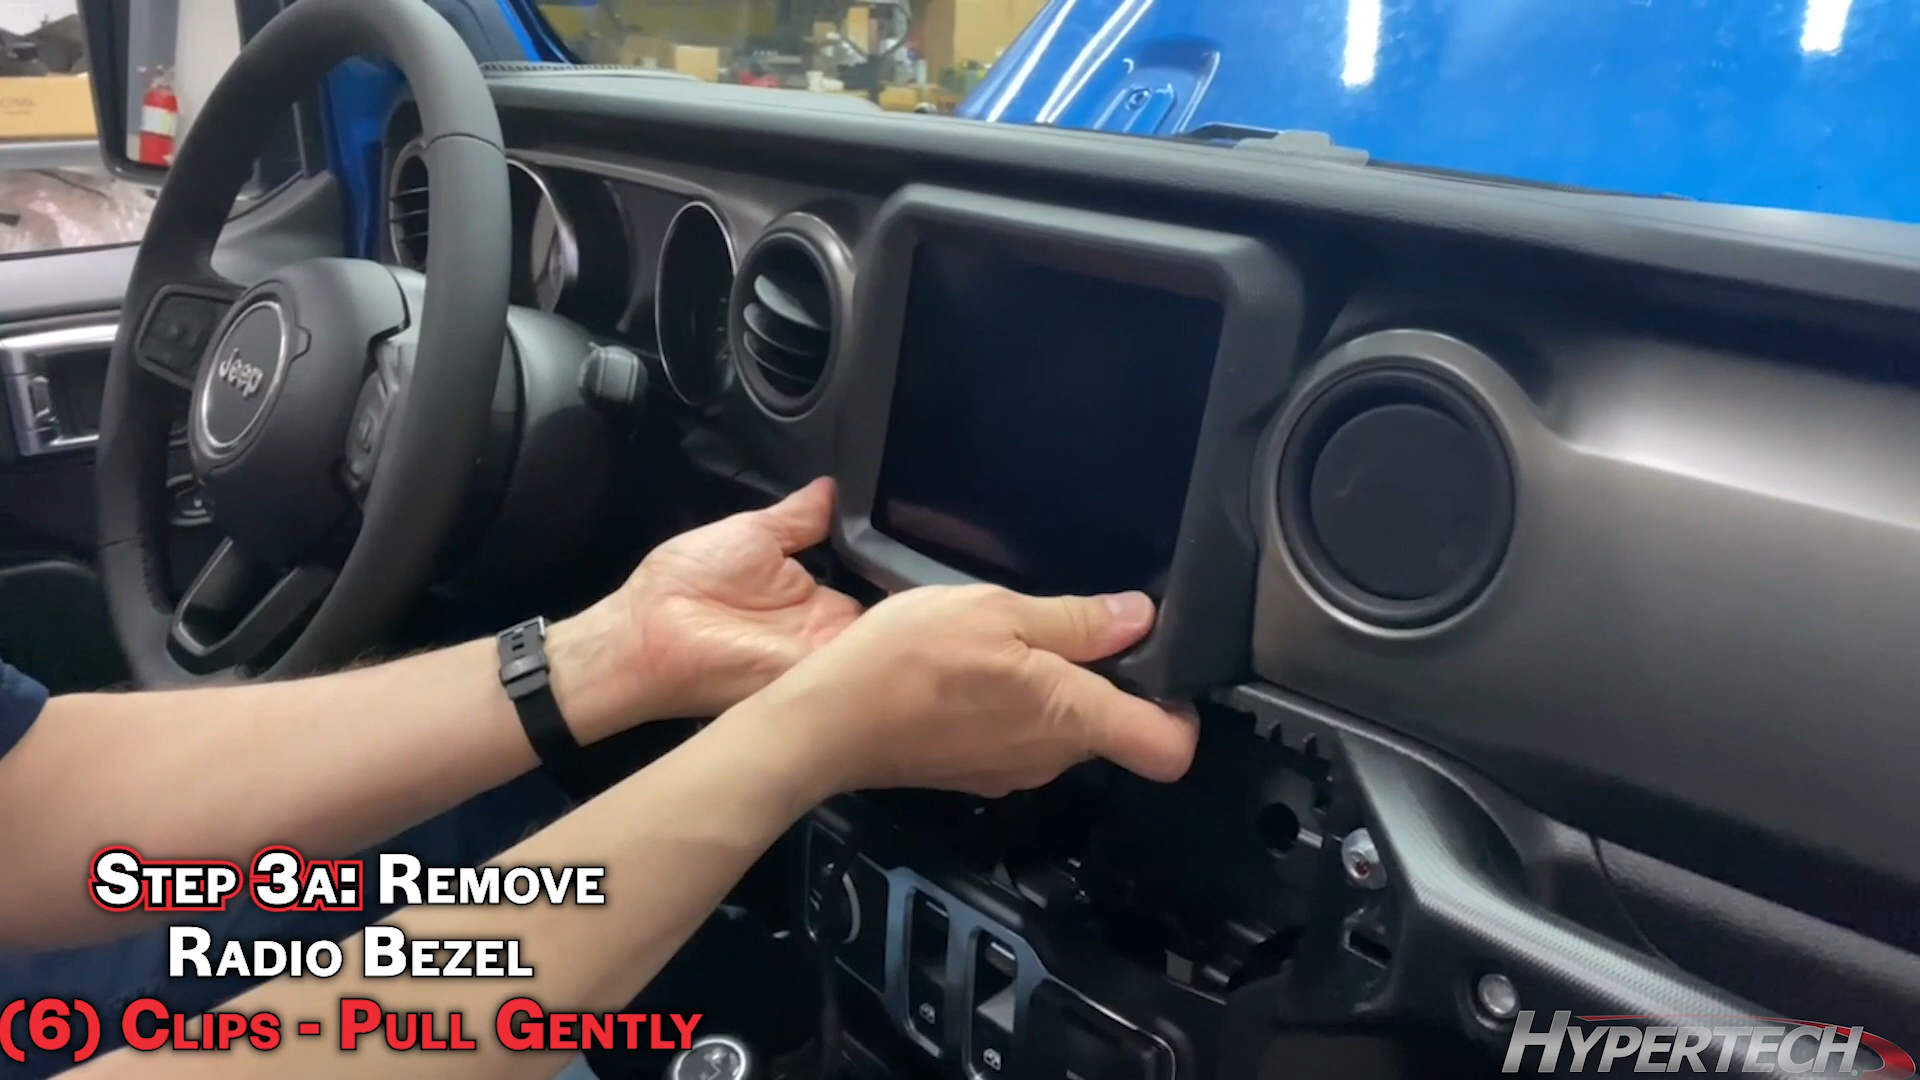 Jeep
Step 3a: Remove
Radio Bezel
(6) Clips - Pull Gently
HYPERTECH